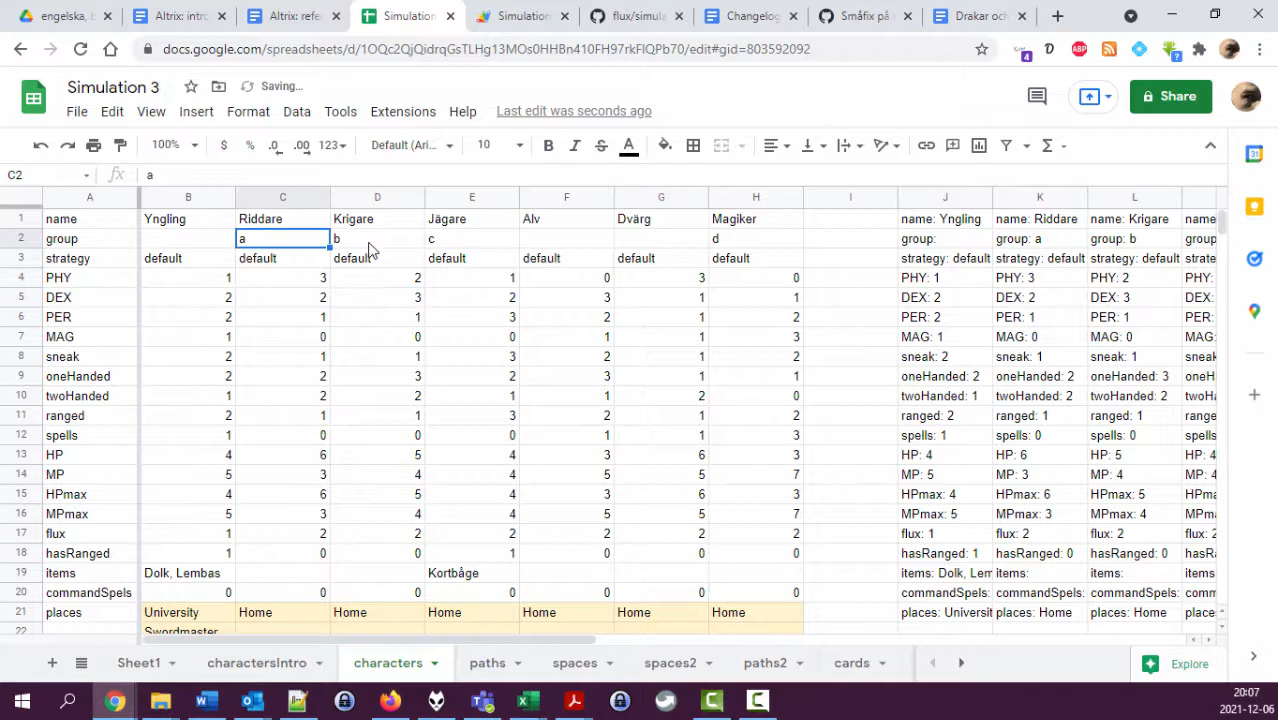 engelska, b
Altrix: intro
Altrix: refe
Simulation
Simulation
flux/simula
Changelog
Småfix på
Drakar och
docs.google.com/spreadsheets/d/1OQc2QjQidrqGsTLHg13MOs0HHBn410FH97rkFlQPb70/edit#gid=803592092
Simulation 3 Saving...
File Edit View Insert Format Data Tools Extensions Help Last edit was seconds ago
Share
100% $ % .0 .00 123 Default (Ari... 10 B I S A
C2 fx a
A B C D E F G H I J K L
1 name Yngling Riddare Krigare Jägare Alv Dvärg Magiker name: Yngling name: Riddare name: Krigare name:
2 group a b c d group: group: a group: b group
3 strategy default default default default default default default strategy: default strategy: default strategy: default strateg
4 PHY 1 3 2 1 0 3 0 PHY: 1 PHY: 3 PHY: 2 PHY:
5 DEX 2 2 3 2 3 1 1 DEX: 2 DEX: 2 DEX: 3 DEX:
6 PER 2 1 1 3 2 1 2 PER: 2 PER: 1 PER: 1 PER:
7 MAG 1 0 0 0 1 1 3 MAG: 1 MAG: 0 MAG: 0 MAG:
8 sneak 2 1 1 3 2 1 2 sneak: 2 sneak: 1 sneak: 1 sneak
9 oneHanded 2 2 3 2 3 1 1 oneHanded: 2 oneHanded: 2 oneHanded: 3 oneHa
10 twoHanded 1 2 2 1 1 2 0 twoHanded: 1 twoHanded: 2 twoHanded: 2 twoHa
11 ranged 2 1 1 3 2 1 2 ranged: 2 ranged: 1 ranged: 1 ranged
12 spells 1 0 0 0 1 1 3 spells: 1 spells: 0 spells: 0 spells:
13 HP 4 6 5 4 3 6 3 HP: 4 HP: 6 HP: 5 HP: 4
14 MP 5 3 4 4 5 5 7 MP: 5 MP: 3 MP: 4 MP: 4
15 HPmax 4 6 5 4 3 6 3 HPmax: 4 HPmax: 6 HPmax: 5 HPma
16 MPmax 5 3 4 4 5 5 7 MPmax: 5 MPmax: 3 MPmax: 4 MPma
17 flux 1 2 2 2 2 2 2 flux: 1 flux: 2 flux: 2 flux: 2
18 hasRanged 1 0 0 1 0 0 0 hasRanged: 1 hasRanged: 0 hasRanged: 0 hasRa
19 items Dolk, Lembas Kortbåge items: Dolk, Lem items: items: items:
20 commandSpels 0 0 0 0 0 0 0 commandSpels: commandSpels: commandSpels: comm
21 places University Home Home Home Home Home Home places: Universit places: Home places: Home places
22 Swordmaster
Sheet1 charactersIntro characters paths spaces spaces2 paths2 cards Explore
20:07
2021-12-06